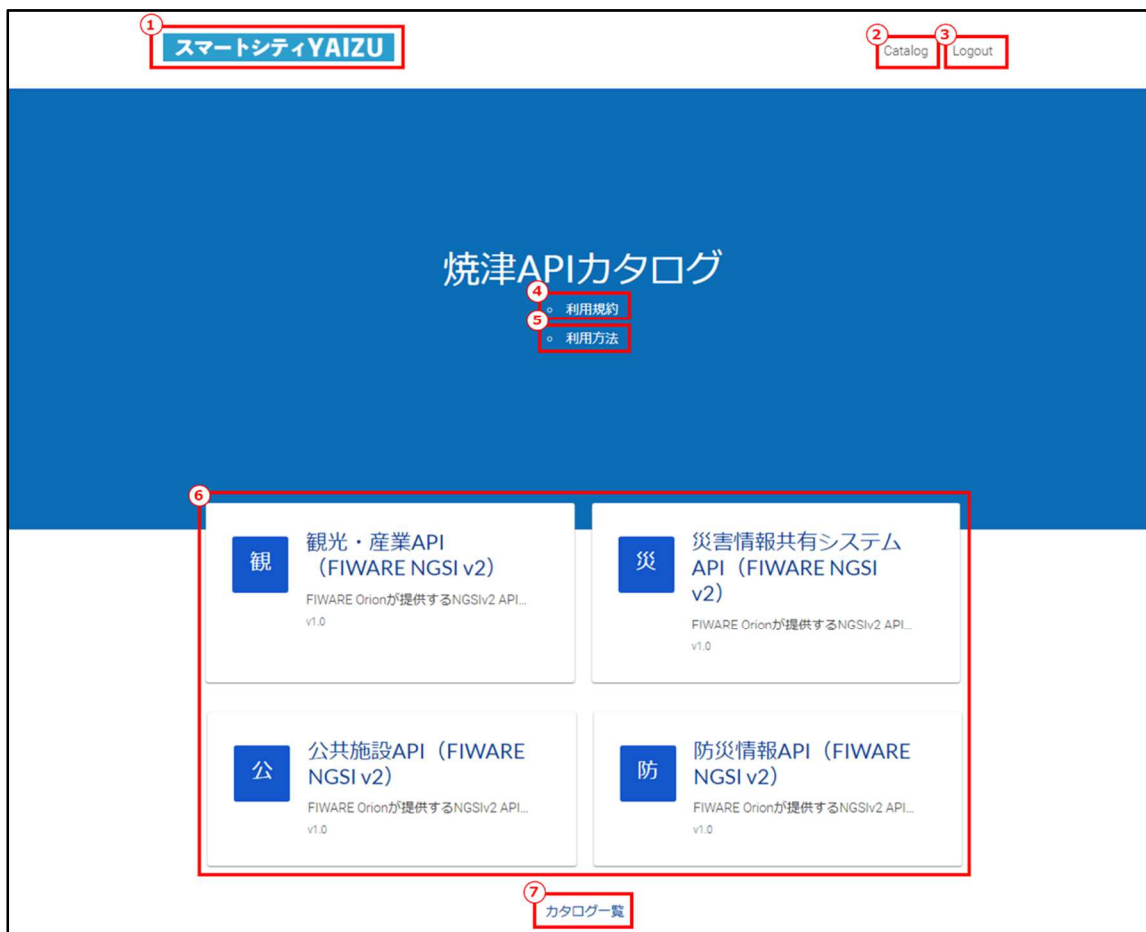 ① スマートシティYAIZU ② Catalog ③ Logout
焼津APIカタログ
④ 利用規約
⑤ 利用方法
⑥
観 観光・産業API
（FIWARE NGSI v2）
FIWARE Orionが提供するNGSIv2 API...
v1.0
災 災害情報共有システム
API（FIWARE NGSI
v2）
FIWARE Orionが提供するNGSIv2 API...
v1.0
公 公共施設API（FIWARE
NGSI v2）
FIWARE Orionが提供するNGSIv2 API...
v1.0
防 防災情報API（FIWARE
NGSI v2）
FIWARE Orionが提供するNGSIv2 API...
v1.0
⑦ カタログ一覧